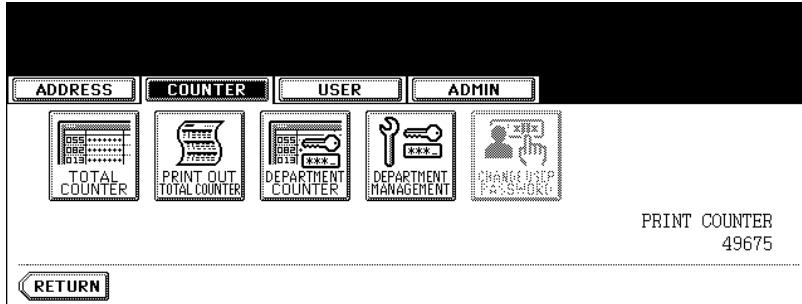 ADDRESS COUNTER USER ADMIN
TOTAL COUNTER
PRINT OUT TOTAL COUNTER
DEPARTMENT COUNTER
DEPARTMENT MANAGEMENT
CHANGE USER PASSWORD
PRINT COUNTER
49675
RETURN